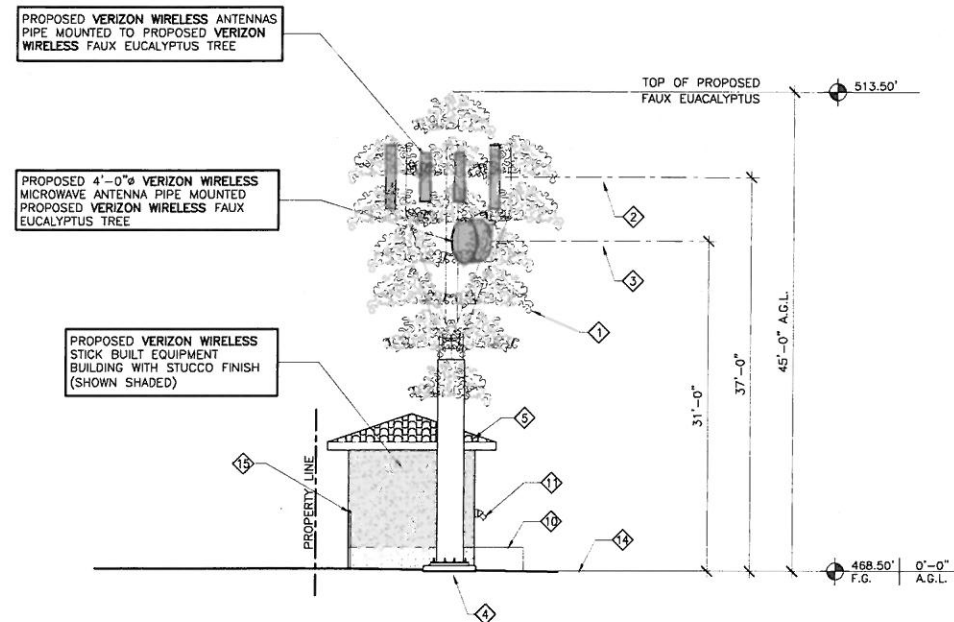 PROPOSED VERIZON WIRELESS ANTENNAS
PIPE MOUNTED TO PROPOSED VERIZON
WIRELESS FAUX EUCALYPTUS TREE
TOP OF PROPOSED
FAUX EUACALYPTUS
513.50'
PROPOSED 4'-0"ø VERIZON WIRELESS
MICROWAVE ANTENNA PIPE MOUNTED
PROPOSED VERIZON WIRELESS FAUX
EUCALYPTUS TREE
2
3
1
PROPOSED VERIZON WIRELESS
STICK BUILT EQUIPMENT
BUILDING WITH STUCCO FINISH
(SHOWN SHADED)
31'-0"
37'-0"
45'-0" A.G.L.
5
15
PROPERTY LINE
11
10
14
4
468.50'
F.G.
0'-0"
A.G.L.